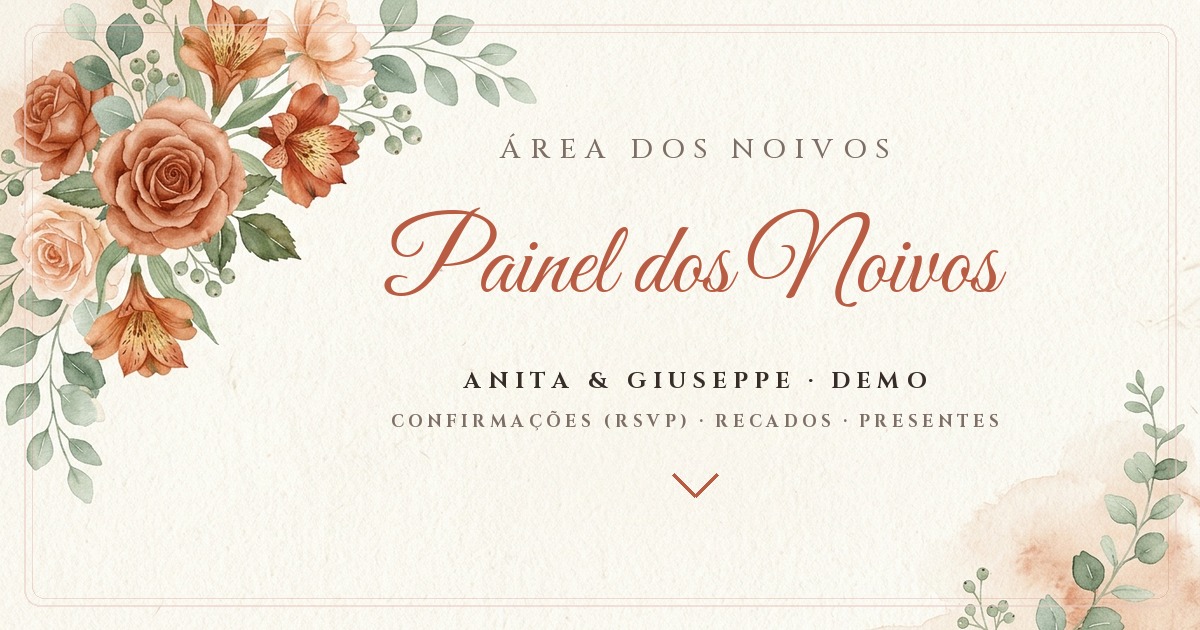 ÁREA DOS NOIVOS
Painel dos Noivos
ANITA & GIUSEPPE · DEMO
CONFIRMAÇÕES (RSVP) · RECADOS · PRESENTES